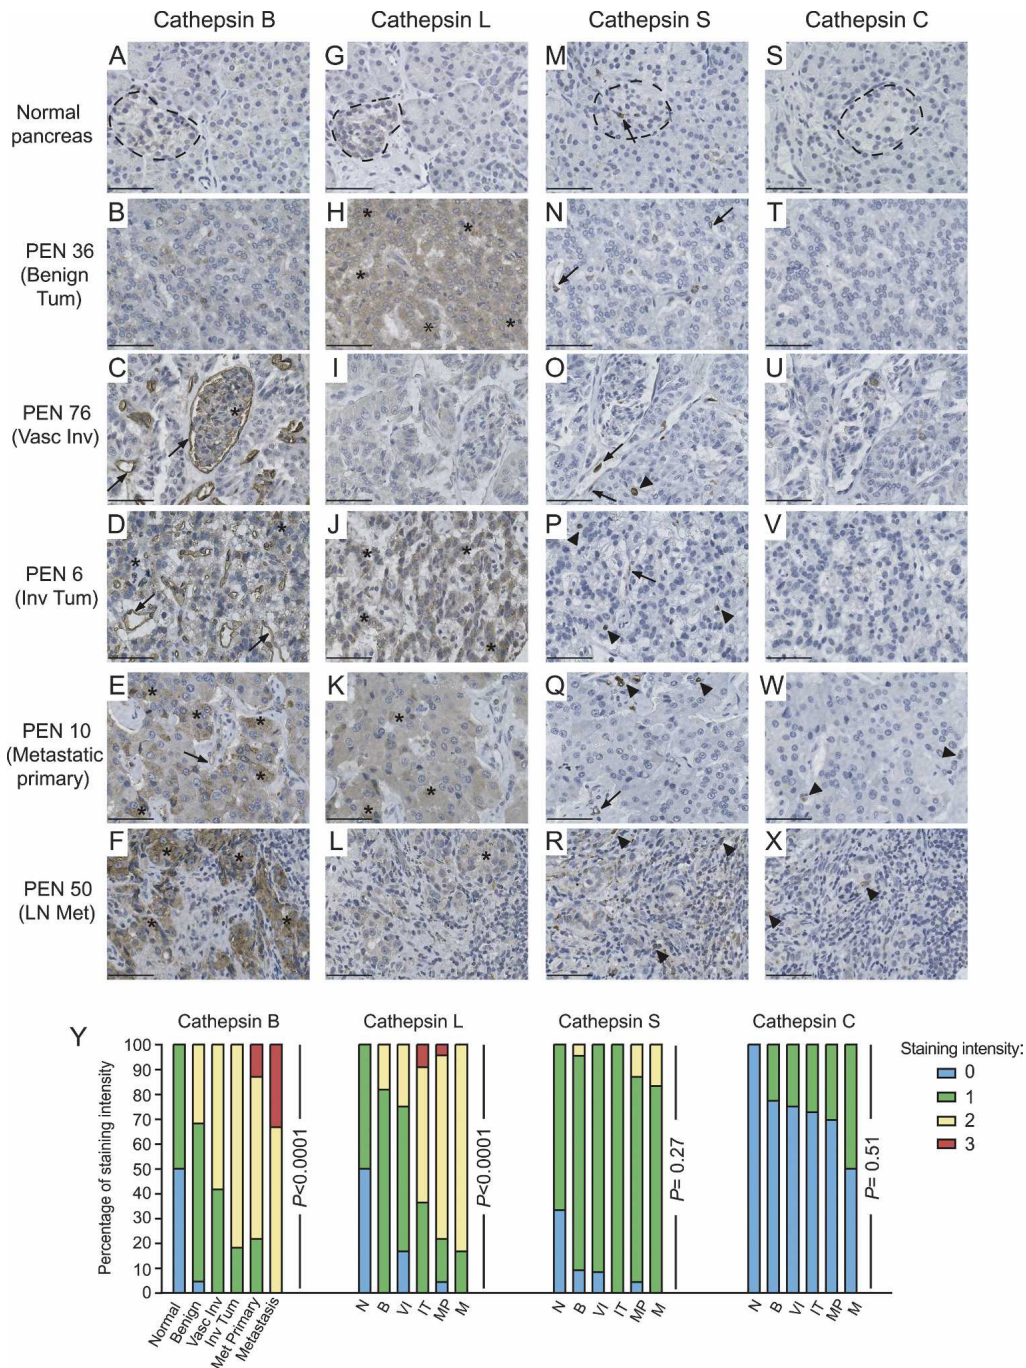 Cathepsin B Cathepsin L Cathepsin S Cathepsin C
Normal
pancreas
A G M S
PEN 36
(Benign
Tum)
B H N T
PEN 76
(Vasc Inv)
C I O U
PEN 6
(Inv Tum)
D J P V
PEN 10
(Metastatic
primary)
E K Q W
PEN 50
(LN Met)
F L R X
Y
Cathepsin B Cathepsin L Cathepsin S Cathepsin C
Percentage of staining intensity
100
90
80
70
60
50
40
30
20
10
0
P<0.0001
P<0.0001
P= 0.27
P= 0.51
Normal Benign Vasc Inv Inv Tum Met Primary Metastasis
N B VI IT MP M
N B VI IT MP M
N B VI IT MP M
Staining intensity:
0
1
2
3